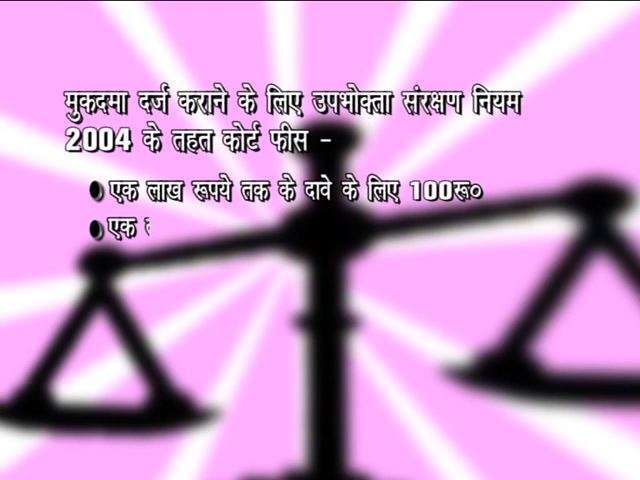 मुकदमा दर्ज कराने के लिए उपभोक्ता संरक्षण नियम
2004 के तहत कोर्ट फीस -
एक लाख रूपये तक के दावे के लिए 100रू०
एक